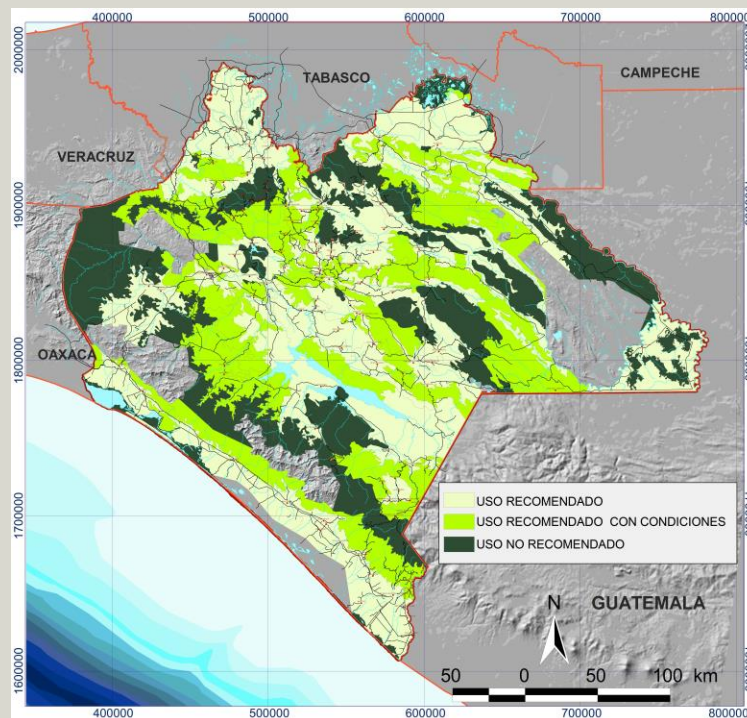 400000 500000 600000 700000 800000
2000000
TABASCO
CAMPECHE
VERACRUZ
1900000
OAXACA
1800000
USO RECOMENDADO
USO RECOMENDADO CON CONDICIONES
USO NO RECOMENDADO
1700000
N
GUATEMALA
50 0 50 100 km
1600000
400000 500000 600000 700000 800000